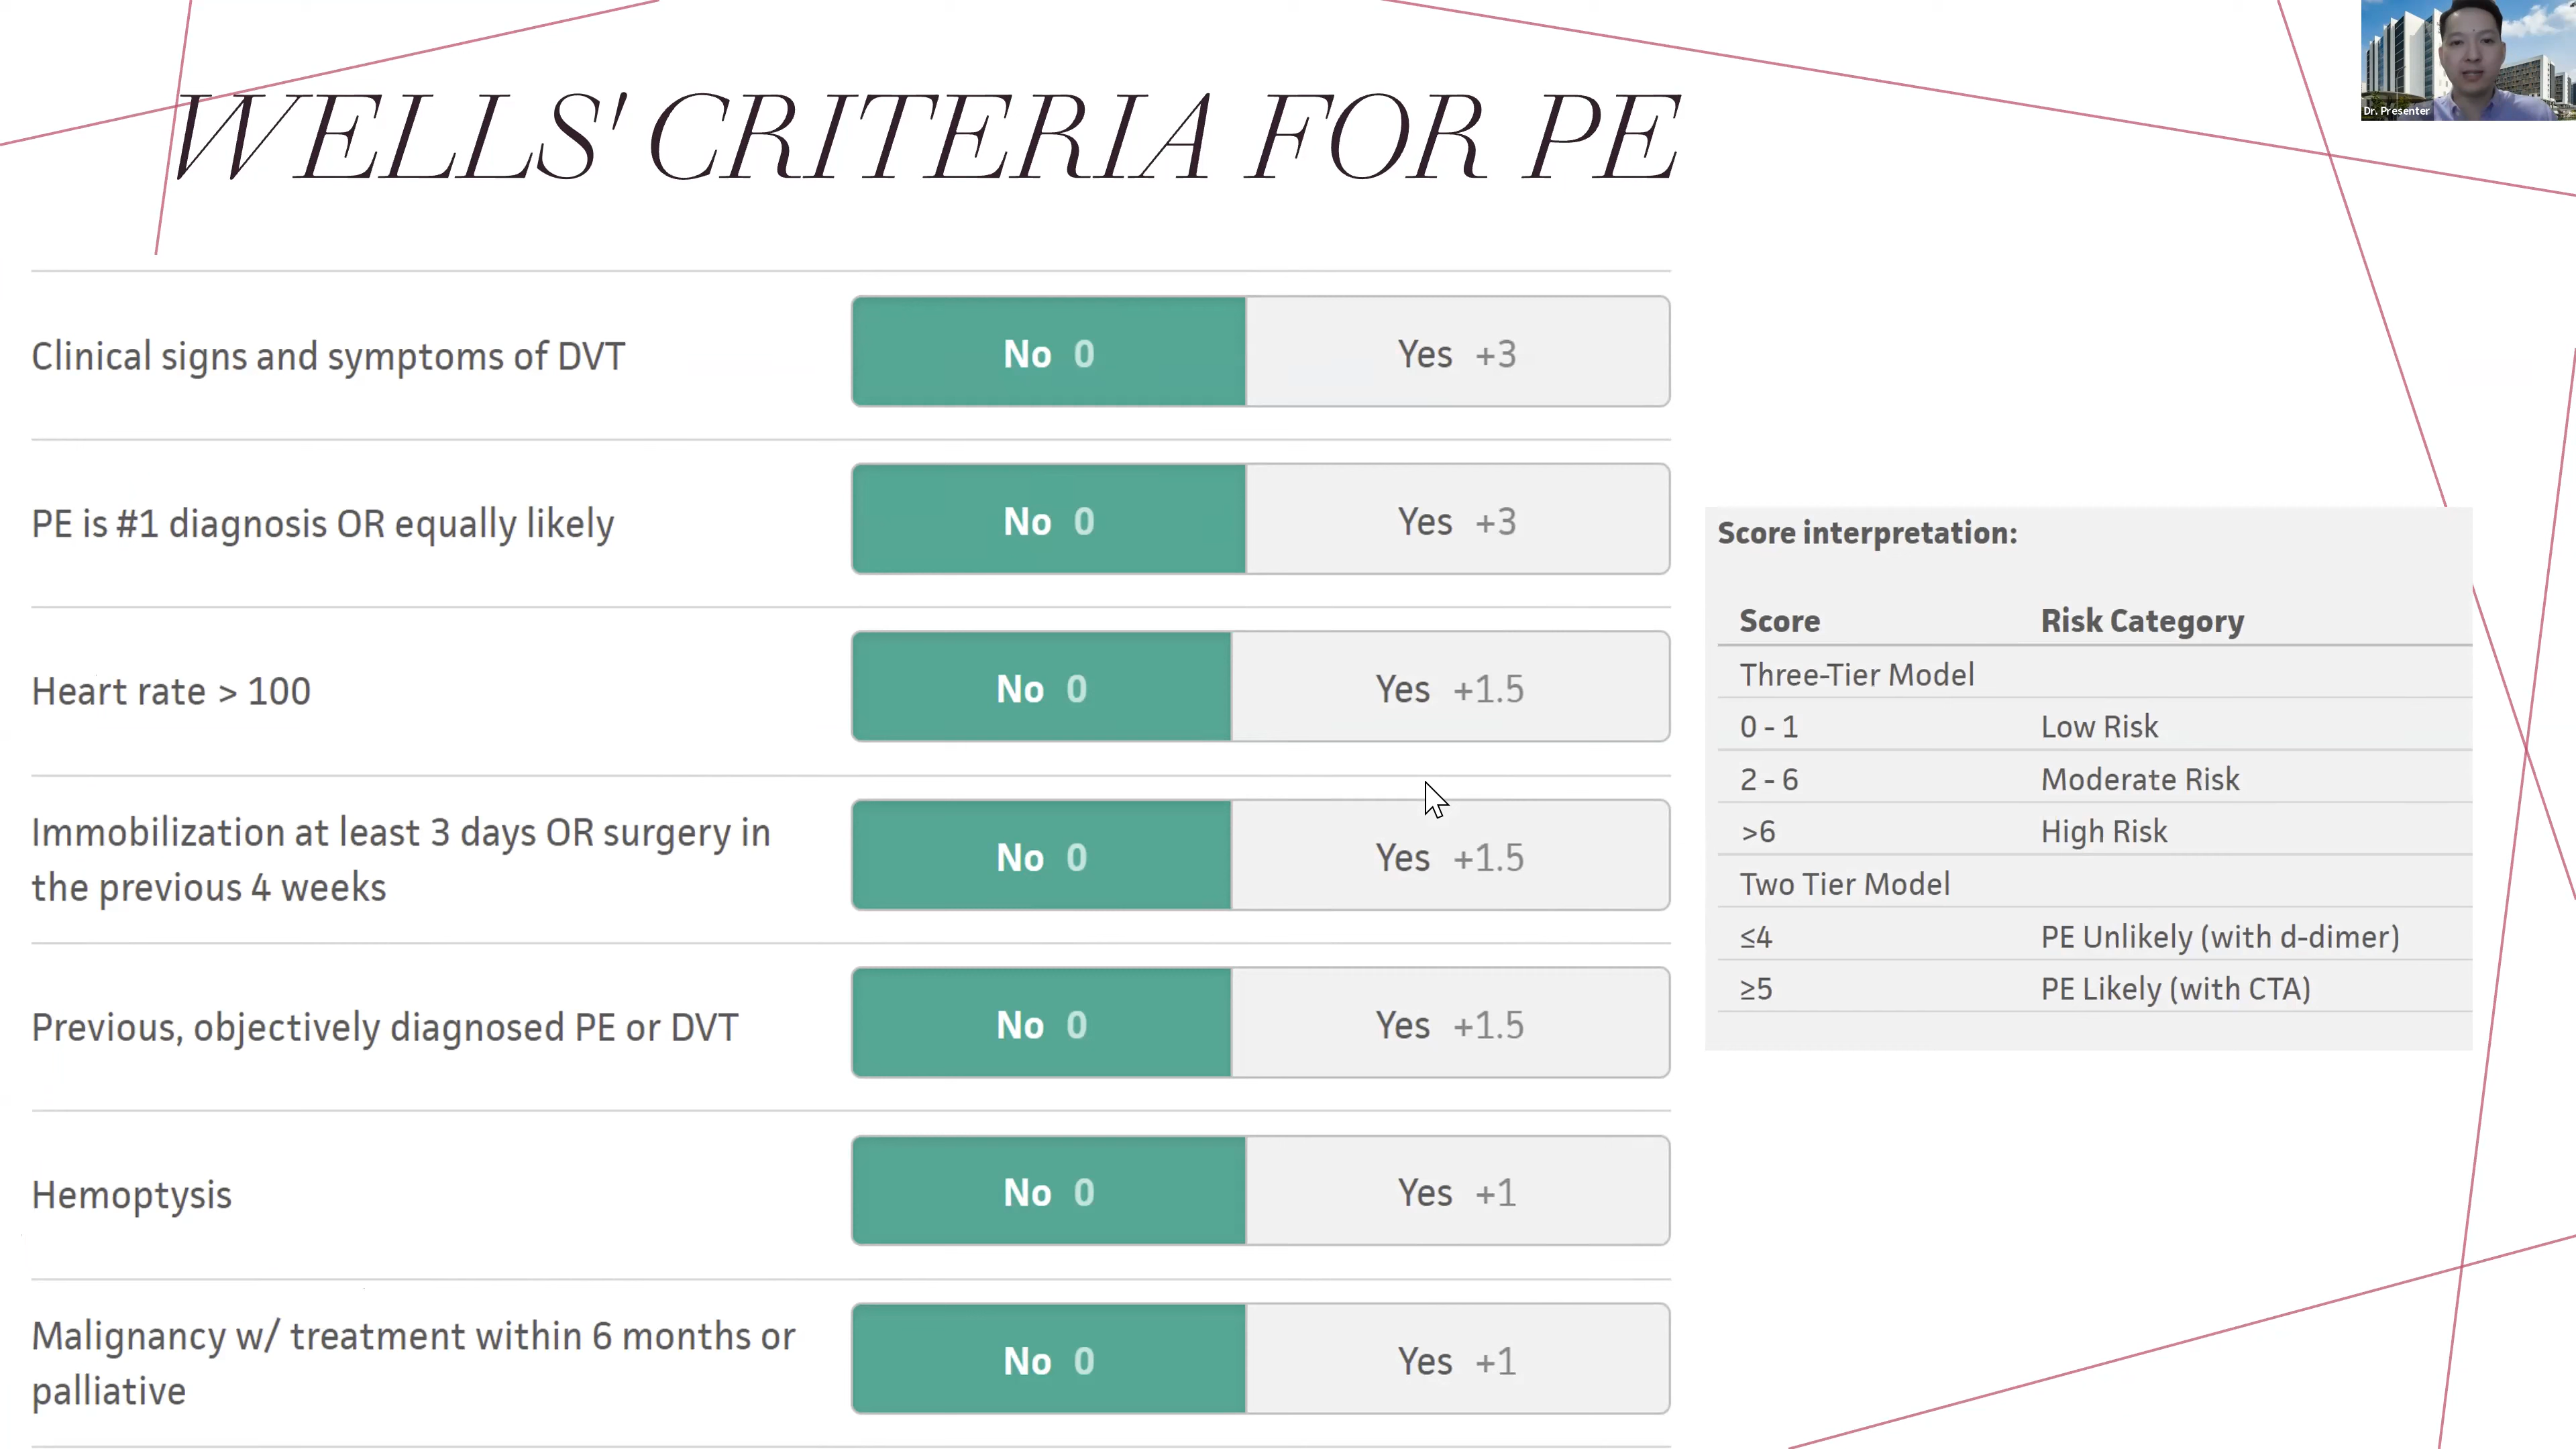 WELLS' CRITERIA FOR PE
Dr. Presenter
Clinical signs and symptoms of DVT
No 0
Yes +3
PE is #1 diagnosis OR equally likely
No 0
Yes +3
Heart rate > 100
No 0
Yes +1.5
Immobilization at least 3 days OR surgery in
the previous 4 weeks
No 0
Yes +1.5
Previous, objectively diagnosed PE or DVT
No 0
Yes +1.5
Hemoptysis
No 0
Yes +1
Malignancy w/ treatment within 6 months or
palliative
No 0
Yes +1
Score interpretation:
Score Risk Category
Three-Tier Model
0 - 1 Low Risk
2 - 6 Moderate Risk
>6 High Risk
Two Tier Model
≤4 PE Unlikely (with d-dimer)
≥5 PE Likely (with CTA)